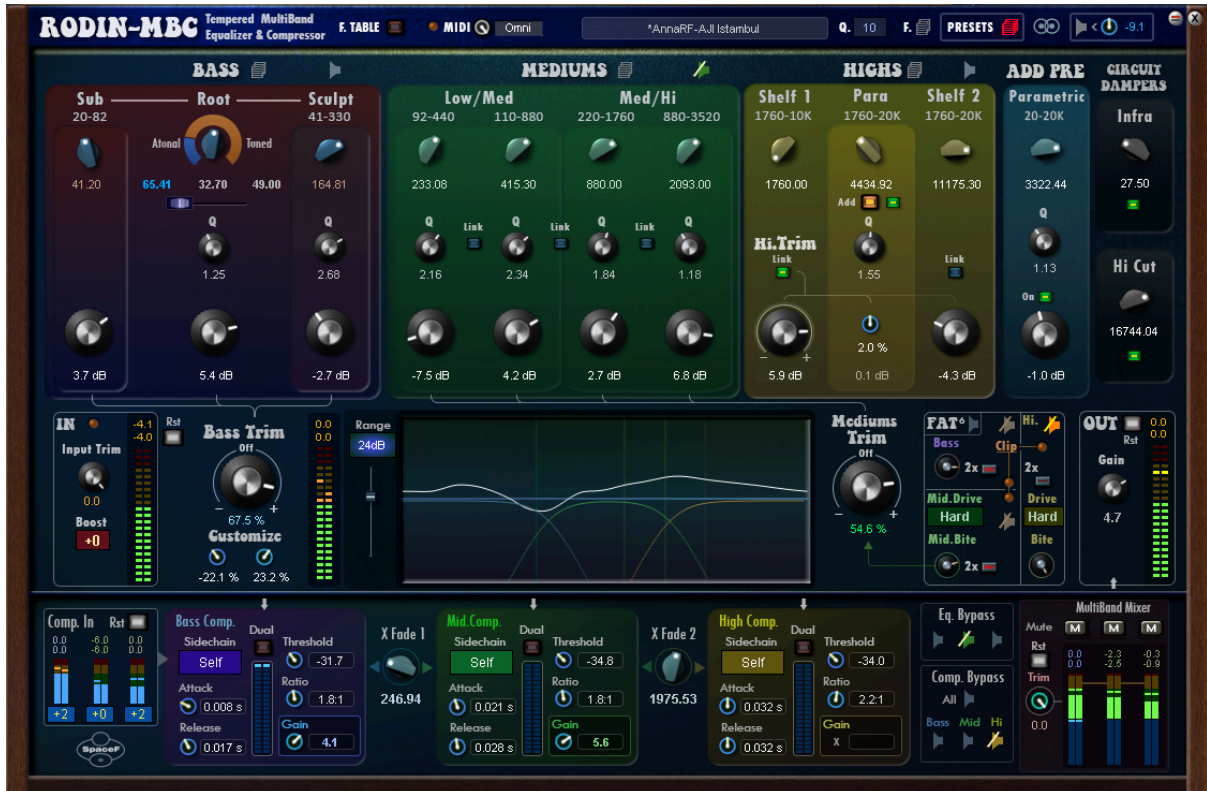 RODIN-MBC Tempered MultiBand
Equalizer & Compressor
F. TABLE MIDI Omni *AnnaRF-AJI Istambul Q. 10 F. PRESETS < -9.1
BASS MEDIUMS HIGHS ADD PRE CIRCUIT
DAMPERS
Sub Root Sculpt Low/Med Med/Hi Shelf 1 Para Shelf 2 Parametric Infra
20-82 41-330 92-440 110-880 220-1760 880-3520 1760-10K 1760-20K 1760-20K 20-20K
Atonal Tuned
41.20 65.41 32.70 49.00 164.81 233.08 415.30 880.00 2093.00 1760.00 4434.92 11175.30 3322.44 27.50
Add
Q Q Q Link Q Link Q Link Q Hi.Trim Q Q
Link Link Hi Cut
1.25 2.68 2.16 2.34 1.84 1.18 1.55 1.13
On
2.0 % 16744.04
3.7 dB 5.4 dB -2.7 dB -7.5 dB 4.2 dB 2.7 dB 6.8 dB - + 5.9 dB 0.1 dB -4.3 dB -1.0 dB
IN -4.1 Rst
-4.0
Input Trim
0.0
Boost
+0
Bass Trim
Off
- +
67.5 %
Customize
-22.1 % 23.2 %
0.0
0.0
Range
24dB
Mediums
Trim
Off
- +
54.6 %
FAT6 Hi.
Bass Clip
2x 2x
Mid.Drive Drive
Hard Hard
Mid.Bite Bite
2x
OUT 0.0
Rst 0.0
Gain
4.7
Comp. In Rst
0.0 -6.0 0.0
0.0 -6.0 0.0
+2 +0 +2
SpaceF
Bass Comp. Dual
Sidechain Threshold
Self -31.7
Attack Ratio
0.008 s 1.8:1
Release Gain
0.017 s 4.1
X Fade 1
246.94
Mid.Comp. Dual
Sidechain Threshold
Self -34.8
Attack Ratio
0.021 s 1.8:1
Release Gain
0.028 s 5.6
X Fade 2
1975.53
High Comp. Dual
Sidechain Threshold
Self -34.0
Attack Ratio
0.032 s 2.2:1
Release Gain
0.032 s X
Eq. Bypass
Comp. Bypass
All
Bass Mid Hi
MultiBand Mixer
Mute M M M
Rst 0.0 -2.3 -0.3
0.0 -2.5 -0.9
Trim
0.0